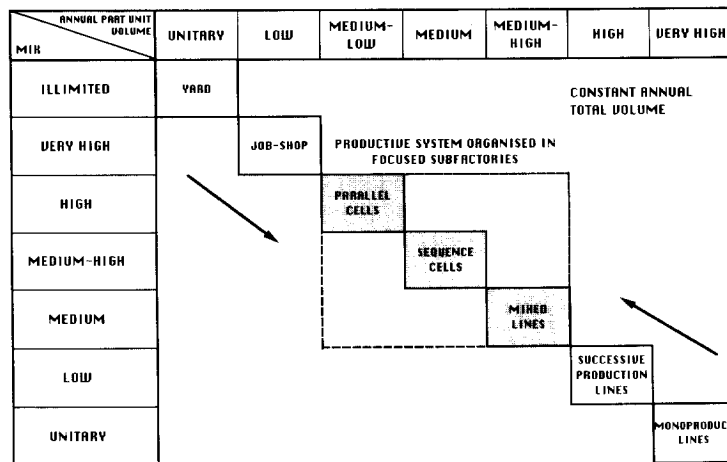 ANNUAL PART UNIT
VOLUME
MIX
UNITARY
LOW
MEDIUM-
LOW
MEDIUM
MEDIUM-
HIGH
HIGH
VERY HIGH
ILLIMITED
YARD
CONSTANT ANNUAL
TOTAL VOLUME
VERY HIGH
JOB-SHOP
PRODUCTIVE SYSTEM ORGANISED IN
FOCUSED SUBFACTORIES
HIGH
PARALLEL
CELLS
MEDIUM-HIGH
SEQUENCE
CELLS
MEDIUM
MIXED
LINES
LOW
SUCCESSIVE
PRODUCTION
LINES
UNITARY
MONOPRODUC
LINES